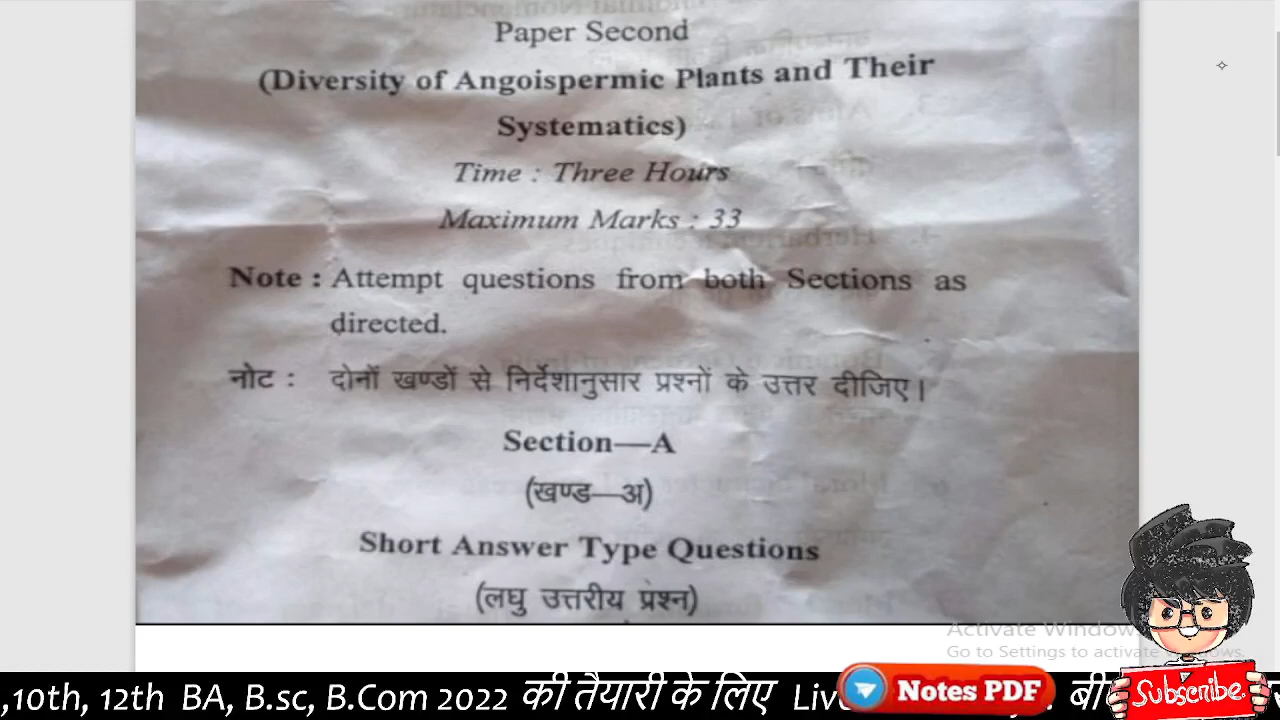 Paper Second
(Diversity of Angoispermic Plants and Their
Systematics)
Time : Three Hours
Maximum Marks : 33
Note : Attempt questions from both Sections as
directed.
नोट : दोनों खण्डों से निर्देशानुसार प्रश्नों के उत्तर दीजिए।
Section—A
(खण्ड—अ)
Short Answer Type Questions
(लघु उत्तरीय प्रश्न)
Activate Windows
Go to Settings to activate Windows.
,10th, 12th BA, B.sc, B.Com 2022 की तैयारी के लिए
Notes PDF
Subscribe